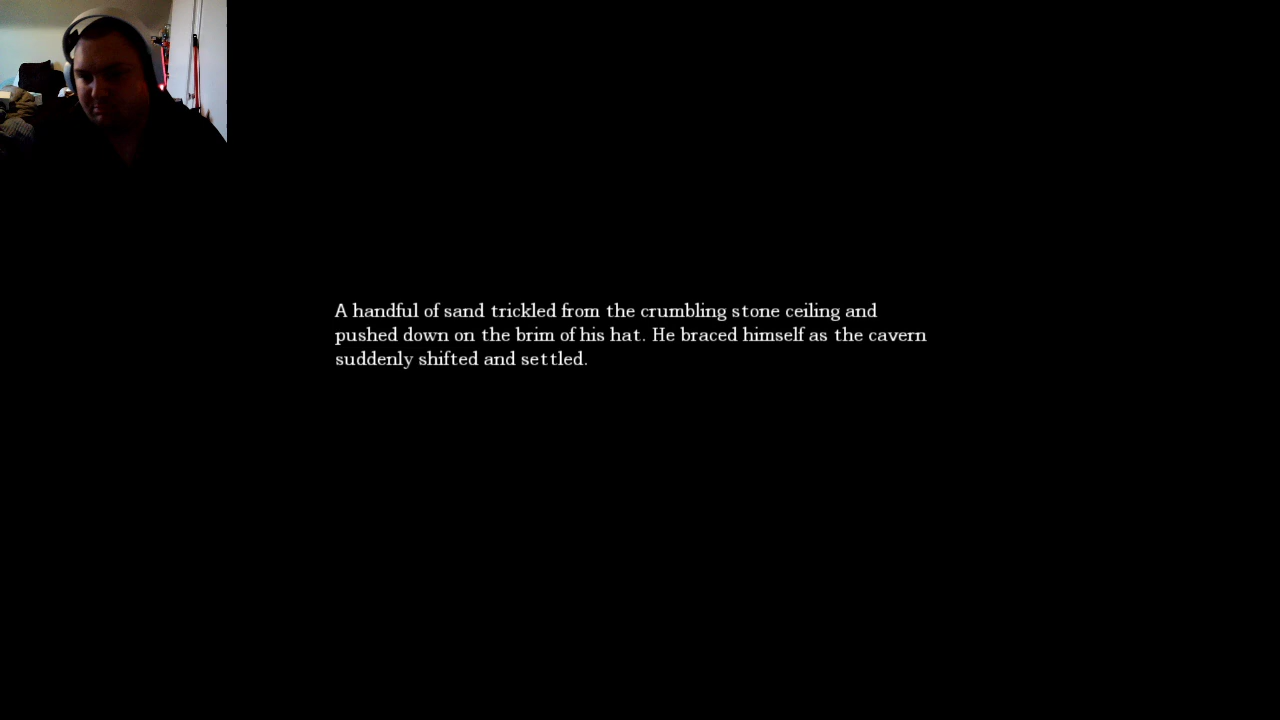 A handful of sand trickled from the crumbling stone ceiling and
pushed down on the brim of his hat. He braced himself as the cavern
suddenly shifted and settled.